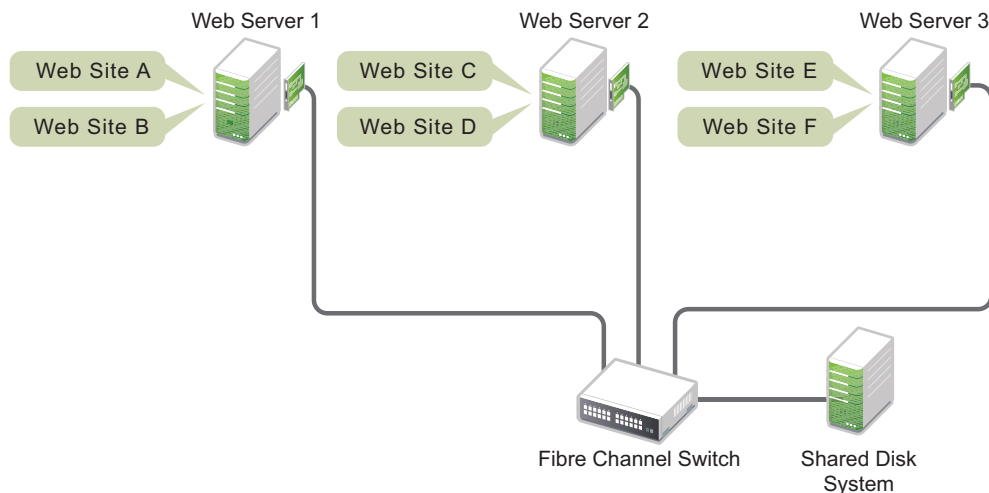 Web Server 1
Web Server 2
Web Server 3
Web Site A
Web Site C
Web Site E
Web Site B
Web Site D
Web Site F
Fibre Channel Switch
Shared Disk
System